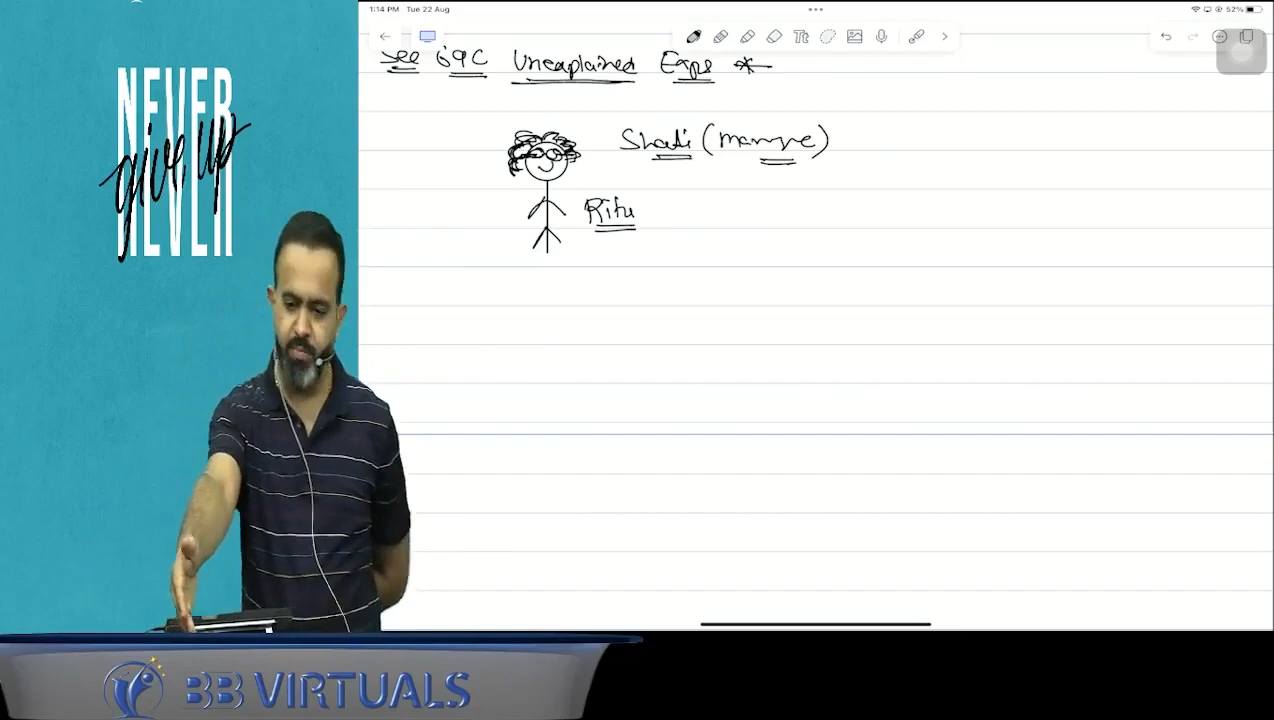 1:14 PM Tue 22 Aug
52%
See 69C Unexplained Exps *
Shadi (marriage)
Ritu
NEVER
give up
NEVER
BB VIRTUALS